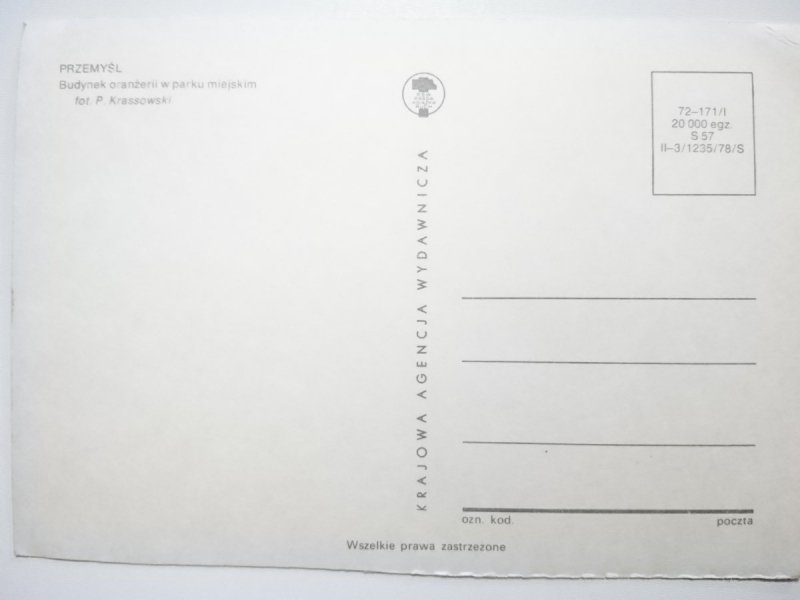 PRZEMYŚL
Budynek oranżerii w parku miejskim
fot. P. Krassowski
KRAJOWA AGENCJA WYDAWNICZA
72—171/I
20 000 egz.
S 57
II—3/1235/78/S
ozn. kod.
poczta
Wszelkie prawa zastrzeżone